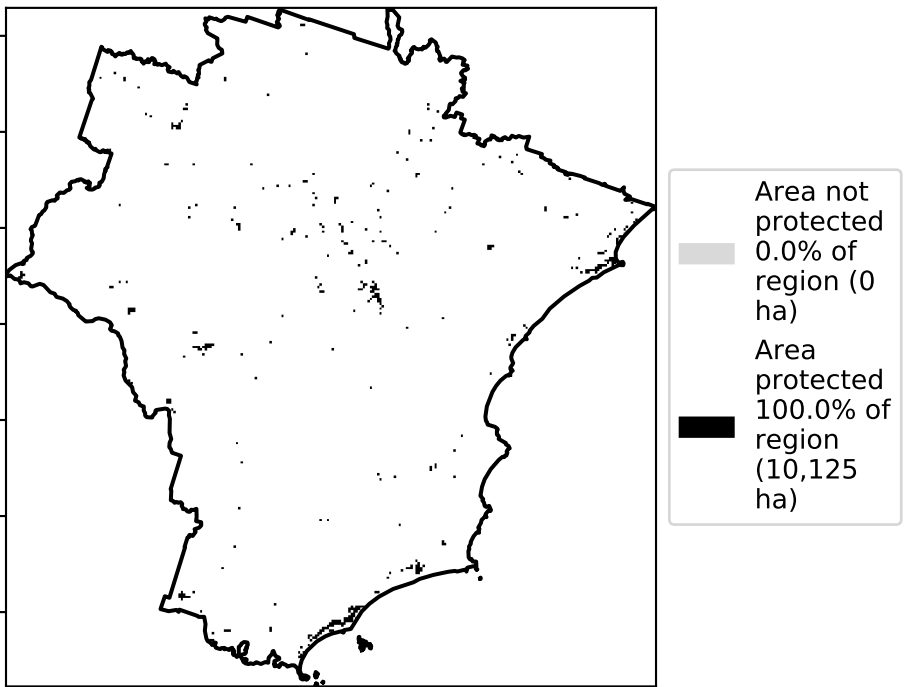 Area not
protected
0.0% of
region (0
ha)
Area
protected
100.0% of
region
(10,125
ha)